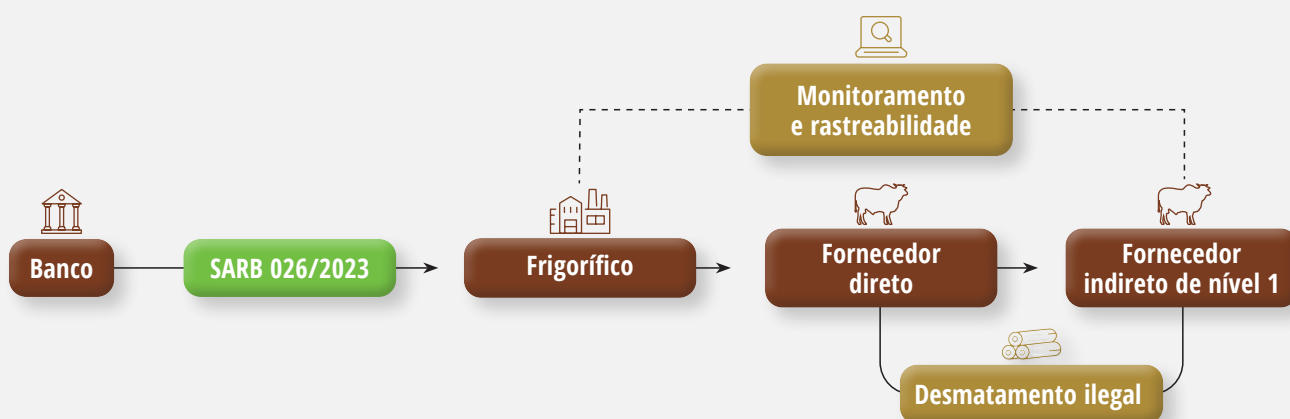 Monitoramento
e rastreabilidade
Banco
SARB 026/2023
Frigorífico
Fornecedor
direto
Fornecedor
indireto de nível 1
Desmatamento ilegal